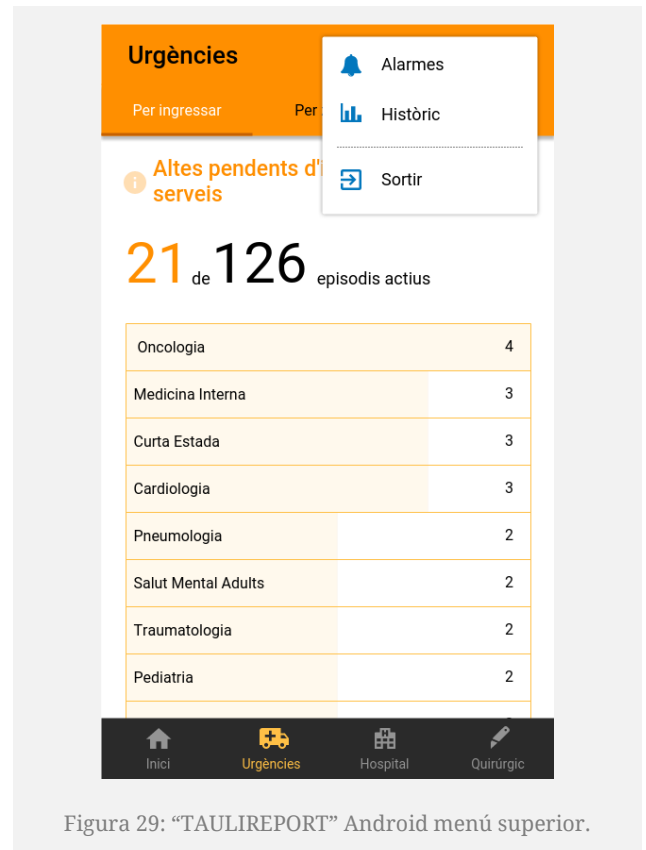 Urgències
Alarmes
Per ingressar
Per
Històric
Sortir
Altes pendents d'i
serveis
21 de 126 episodis actius
Oncologia 4
Medicina Interna 3
Curta Estada 3
Cardiologia 3
Pneumologia 2
Salut Mental Adults 2
Traumatologia 2
Pediatria 2
Inici
Urgències
Hospital
Quirúrgic
Figura 29: “TAULIREPORT” Android menú superior.